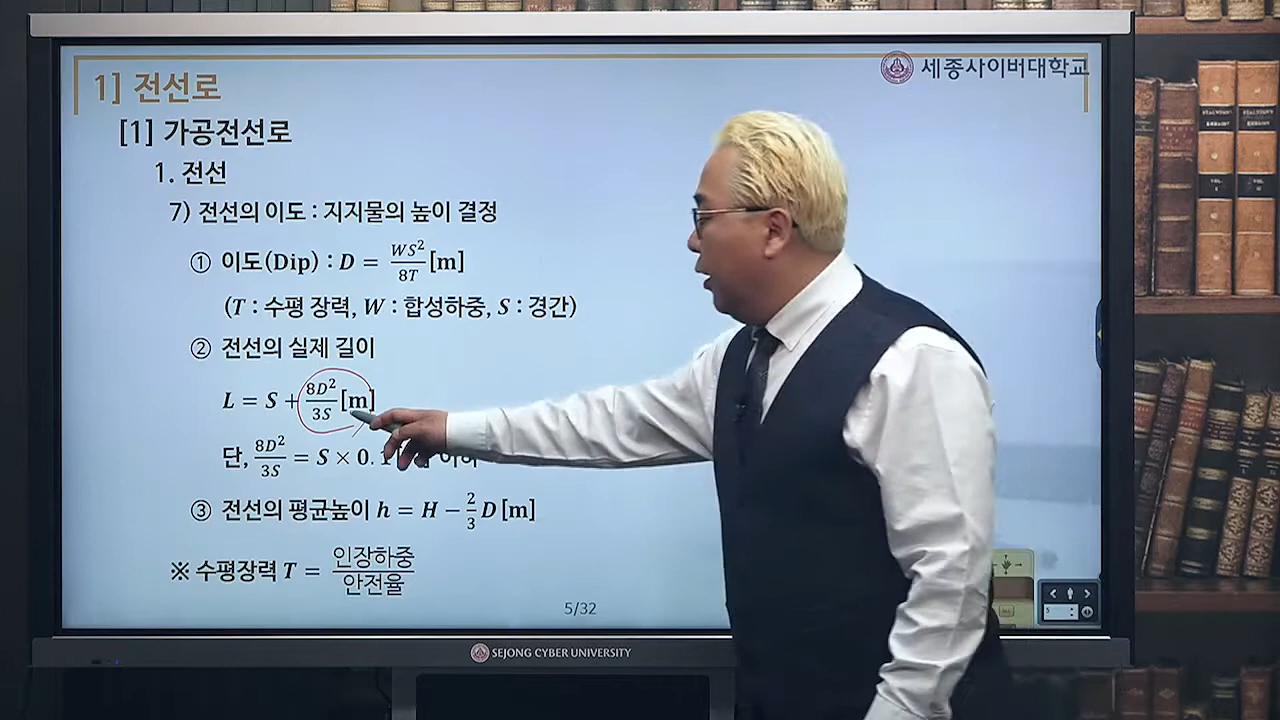 세종사이버대학교
1] 전선로
[1] 가공전선로
1. 전선
7) 전선의 이도 : 지지물의 높이 결정
① 이도(Dip) : D = WS²/8T [m]
(T : 수평 장력, W : 합성하중, S : 경간)
② 전선의 실제 길이
L = S + 8D²/3S [m]
단, 8D²/3S = S × 0.1
③ 전선의 평균높이 h = H − 2/3 D [m]
※ 수평장력 T = 인장하중/안전율
5/32
5
SEJONG CYBER UNIVERSITY